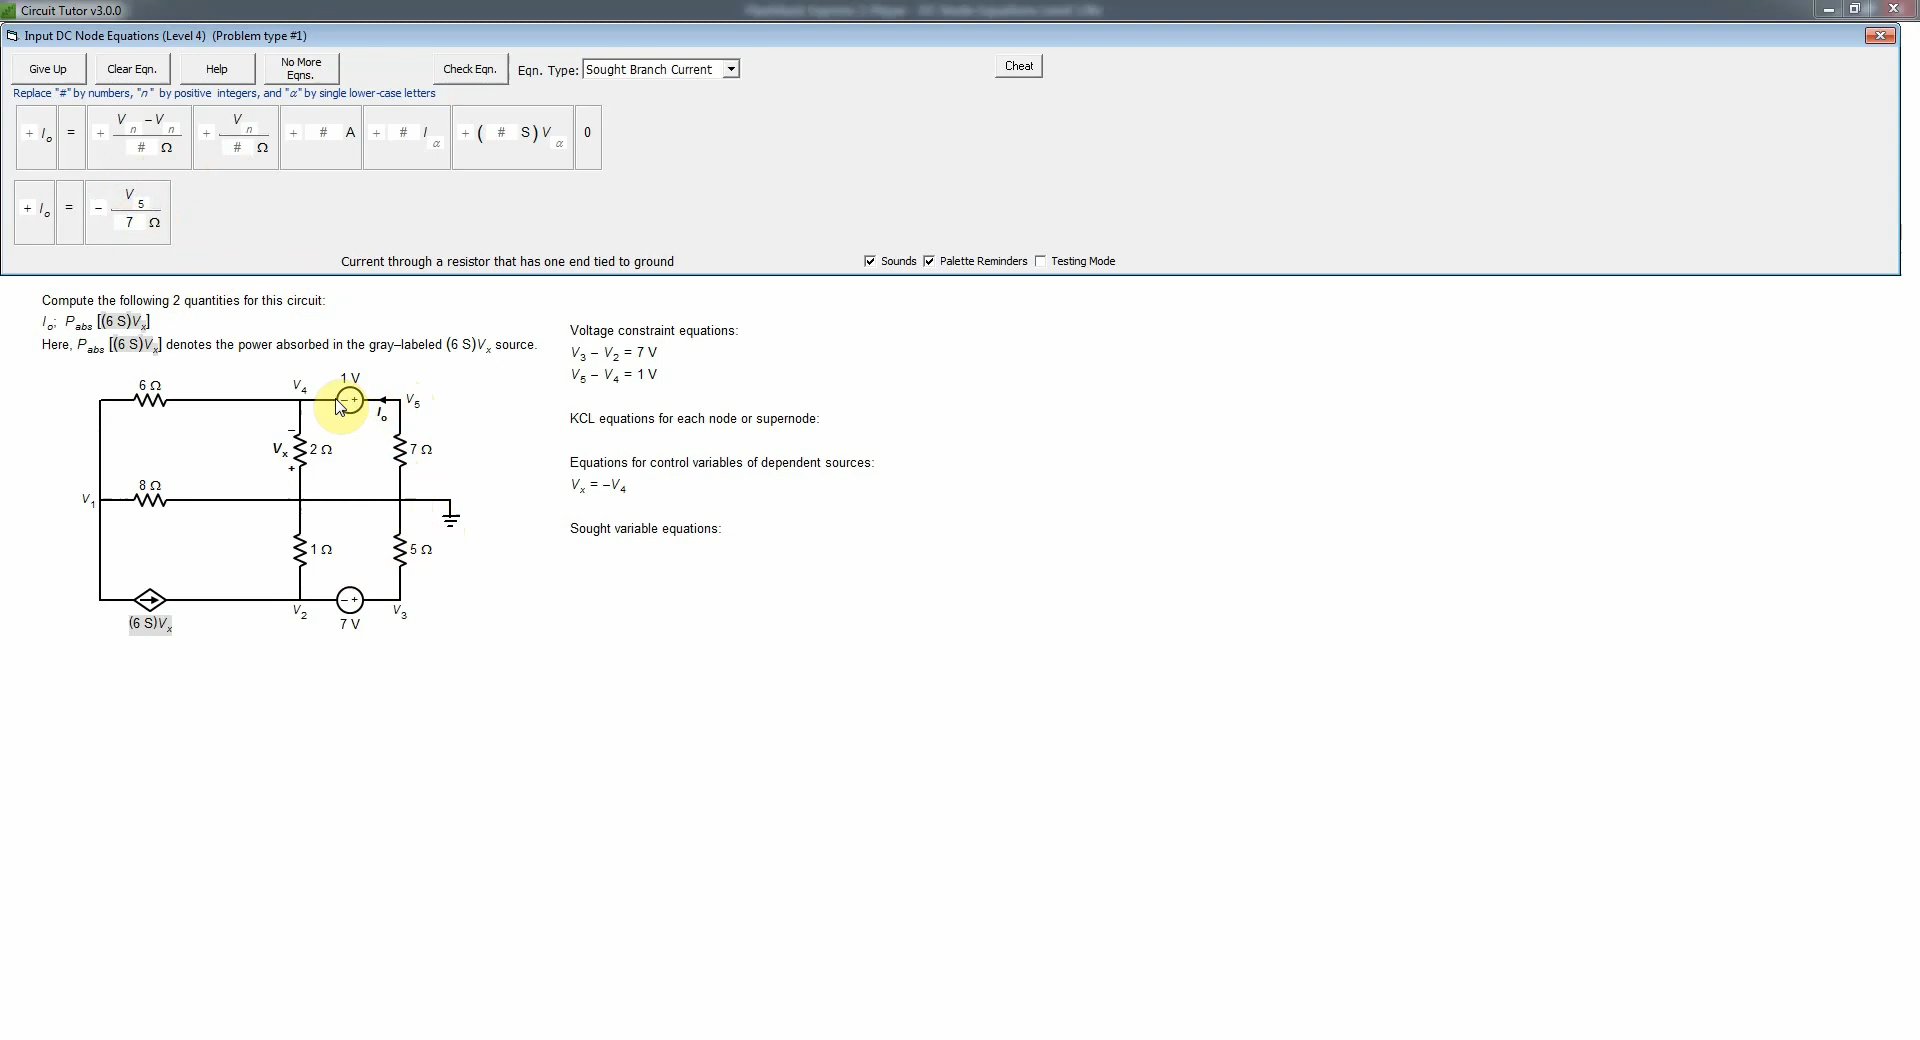 Circuit Tutor v3.0.0
Input DC Node Equations (Level 4) (Problem type #1)
Give Up
Clear Eqn.
Help
No More Eqns.
Check Eqn.
Eqn. Type:
Sought Branch Current
Cheat
Replace "#" by numbers, "n" by positive integers, and "α" by single lower-case letters
+ Io = + Vn – Vn / # Ω + Vn / # Ω + # A + # Iα + ( # S) Vα 0
+ Io = − V5 / 7 Ω
Current through a resistor that has one end tied to ground
Sounds
Palette Reminders
Testing Mode
Compute the following 2 quantities for this circuit:
Io; Pabs [(6 S)Vx]
Here, Pabs [(6 S)Vx] denotes the power absorbed in the gray–labeled (6 S)Vx source.
Voltage constraint equations:
V3 − V2 = 7 V
V5 − V4 = 1 V
KCL equations for each node or supernode:
Equations for control variables of dependent sources:
Vx = −V4
Sought variable equations:
6 Ω
V4
1 V
− +
Io
V5
−
Vx
+
2 Ω
7 Ω
8 Ω
V1
1 Ω
5 Ω
(6 S)Vx
V2
− +
7 V
V3